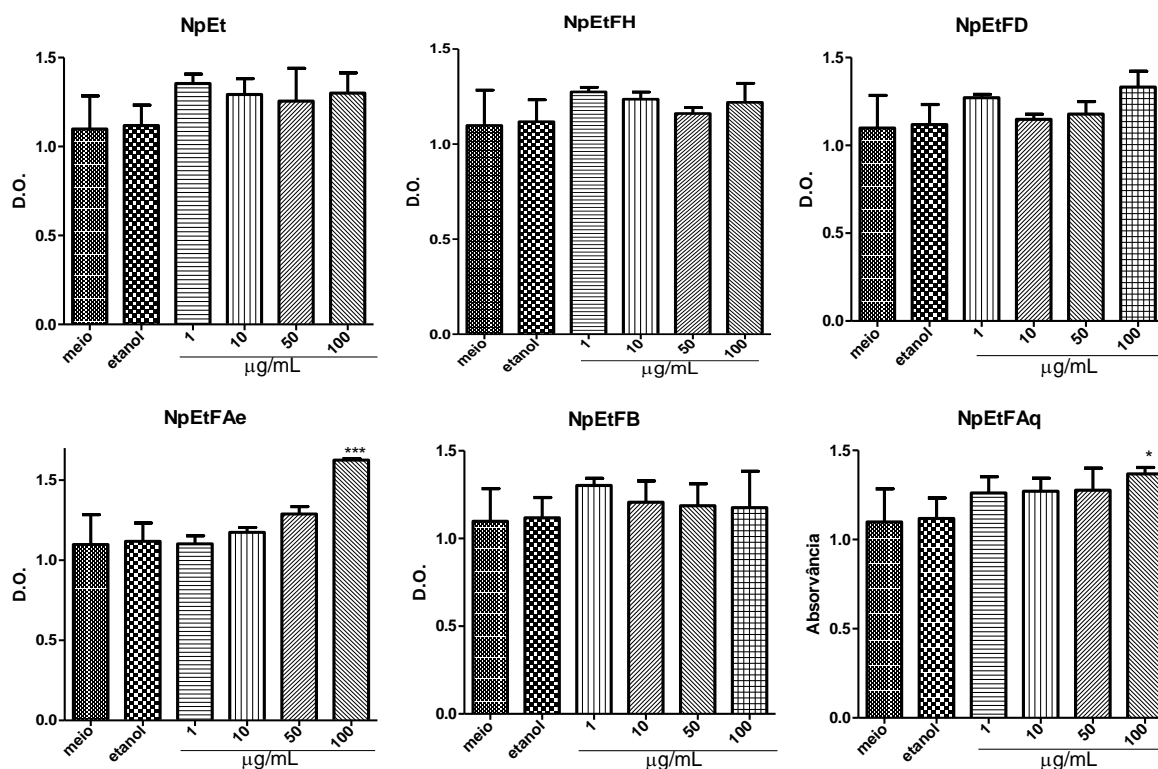 NpEt
1.5
1.0
0.5
0.0
D.O.
meio
etanol
1
10
50
100
µg/mL
NpEtFH
1.5
1.0
0.5
0.0
D.O.
meio
etanol
1
10
50
100
µg/mL
NpEtFD
1.5
1.0
0.5
0.0
D.O.
meio
etanol
1
10
50
100
µg/mL
NpEtFAe
***
1.5
1.0
0.5
0.0
D.O.
meio
etanol
1
10
50
100
µg/mL
NpEtFB
1.5
1.0
0.5
0.0
D.O.
meio
etanol
1
10
50
100
µg/mL
NpEtFAq
*
1.5
1.0
0.5
0.0
Absorvância
meio
etanol
1
10
50
100
µg/mL